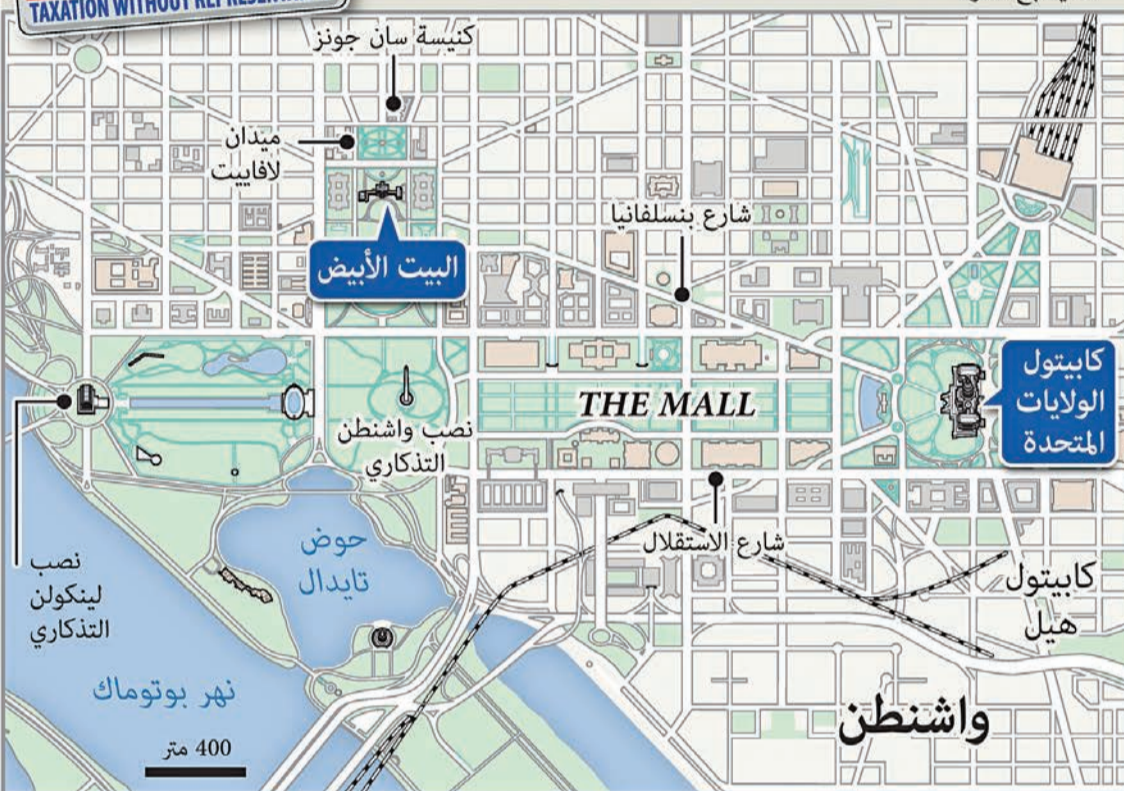 TAXATION WITHOUT
كنيسة سان جونز
ميدان
لافاييت
شارع بنسلفانيا
البيت الأبيض
كابيتول
الولايات
المتحدة
THE MALL
نصب واشنطن
التذكاري
شارع الاستقلال
حوض
تايدال
نصب
لينكولن
التذكاري
كابيتول
هيل
نهر بوتوماك
واشنطن
400 متر